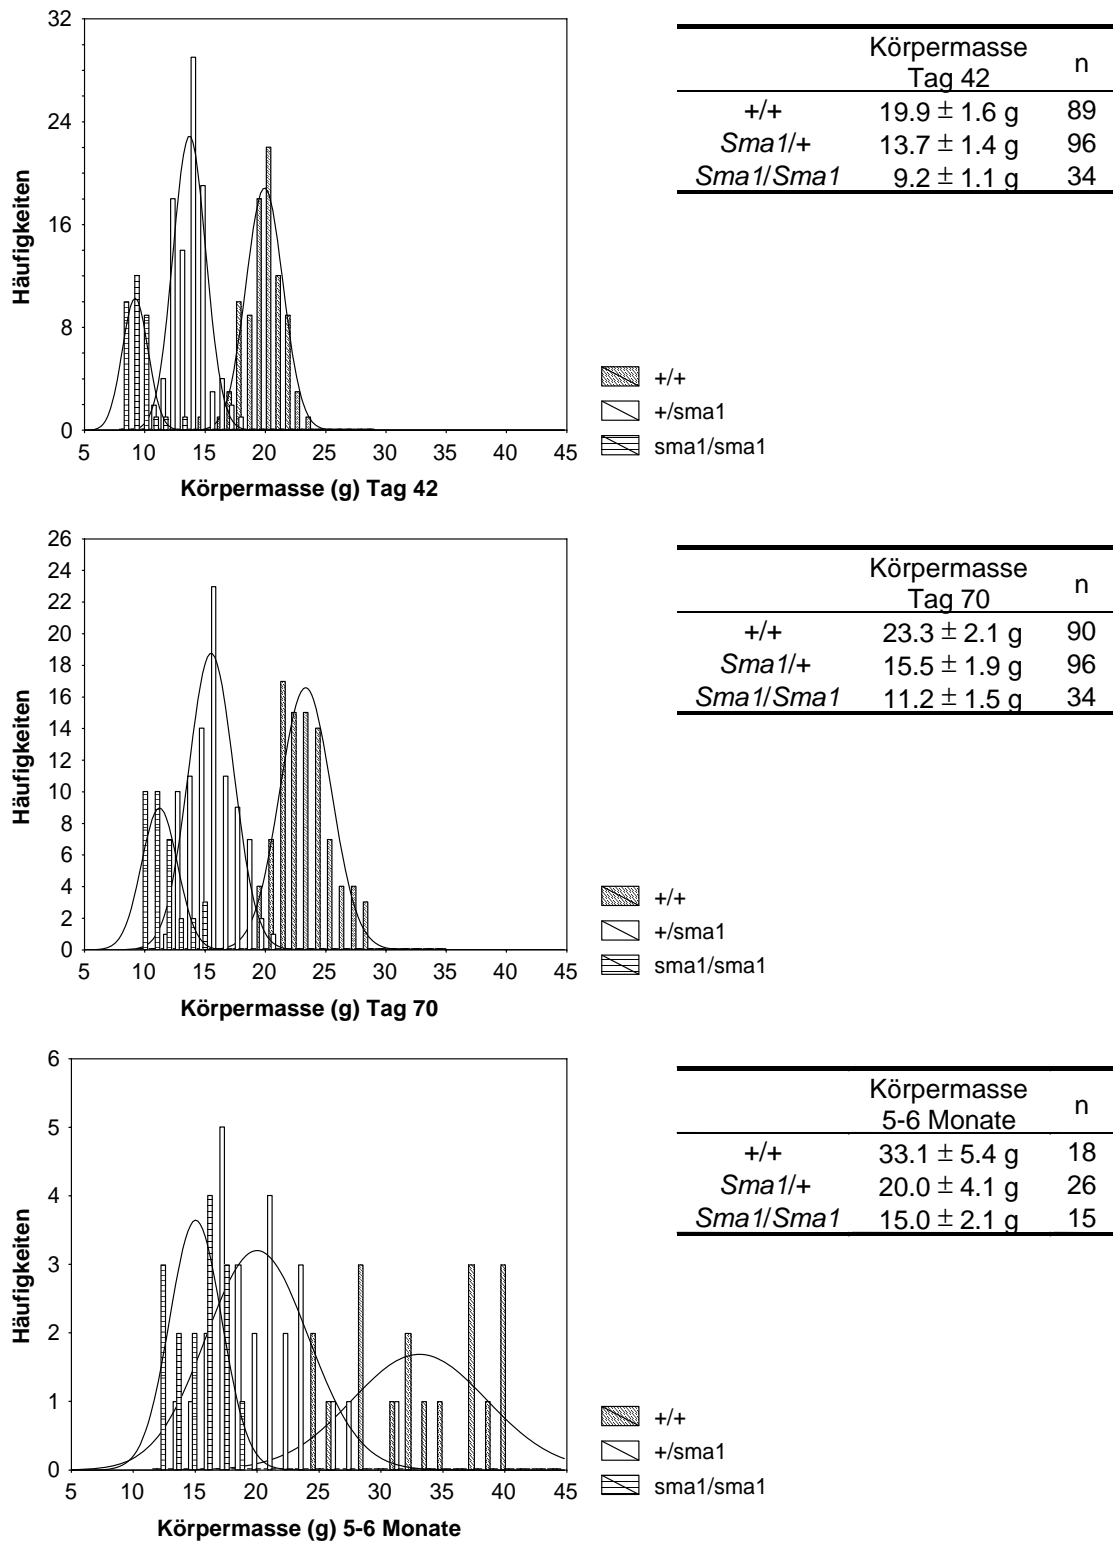 32
24
16
8
0
5 10 15 20 25 30 35 40 45
Häufigkeiten
Körpermasse (g) Tag 42
+/+
+/sma1
sma1/sma1
Körpermasse
Tag 42 n
+/+ 19.9 ± 1.6 g 89
Sma1/+ 13.7 ± 1.4 g 96
Sma1/Sma1 9.2 ± 1.1 g 34
26
24
22
20
18
16
14
12
10
8
6
4
2
0
5 10 15 20 25 30 35 40 45
Häufigkeiten
Körpermasse (g) Tag 70
+/+
+/sma1
sma1/sma1
Körpermasse
Tag 70 n
+/+ 23.3 ± 2.1 g 90
Sma1/+ 15.5 ± 1.9 g 96
Sma1/Sma1 11.2 ± 1.5 g 34
6
5
4
3
2
1
0
5 10 15 20 25 30 35 40 45
Häufigkeiten
Körpermasse (g) 5-6 Monate
+/+
+/sma1
sma1/sma1
Körpermasse
5-6 Monate n
+/+ 33.1 ± 5.4 g 18
Sma1/+ 20.0 ± 4.1 g 26
Sma1/Sma1 15.0 ± 2.1 g 15